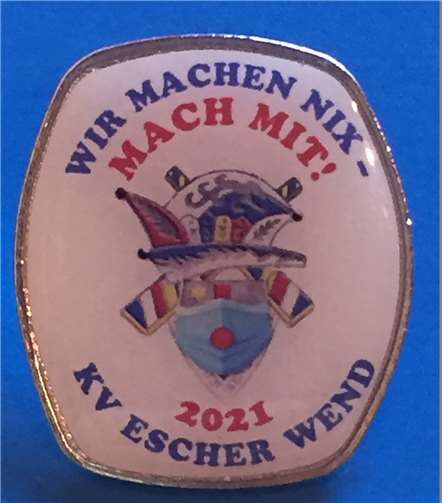 WIR MACHEN NIX -
MACH MIT!
2021
KV ESCHER WEND